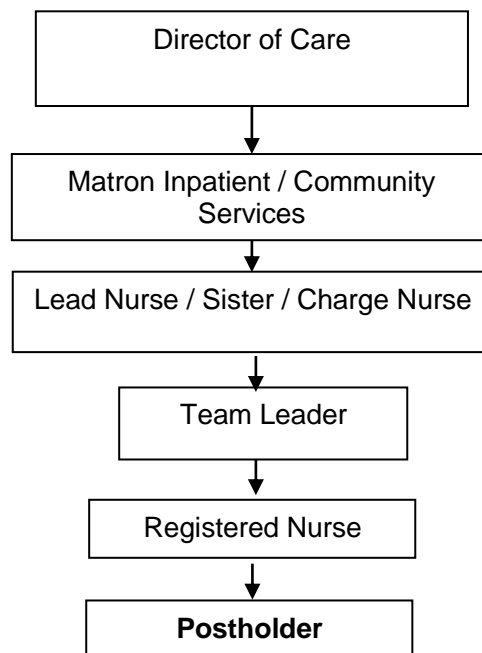 Director of Care
Matron Inpatient / Community
Services
Lead Nurse / Sister / Charge Nurse
Team Leader
Registered Nurse
Postholder